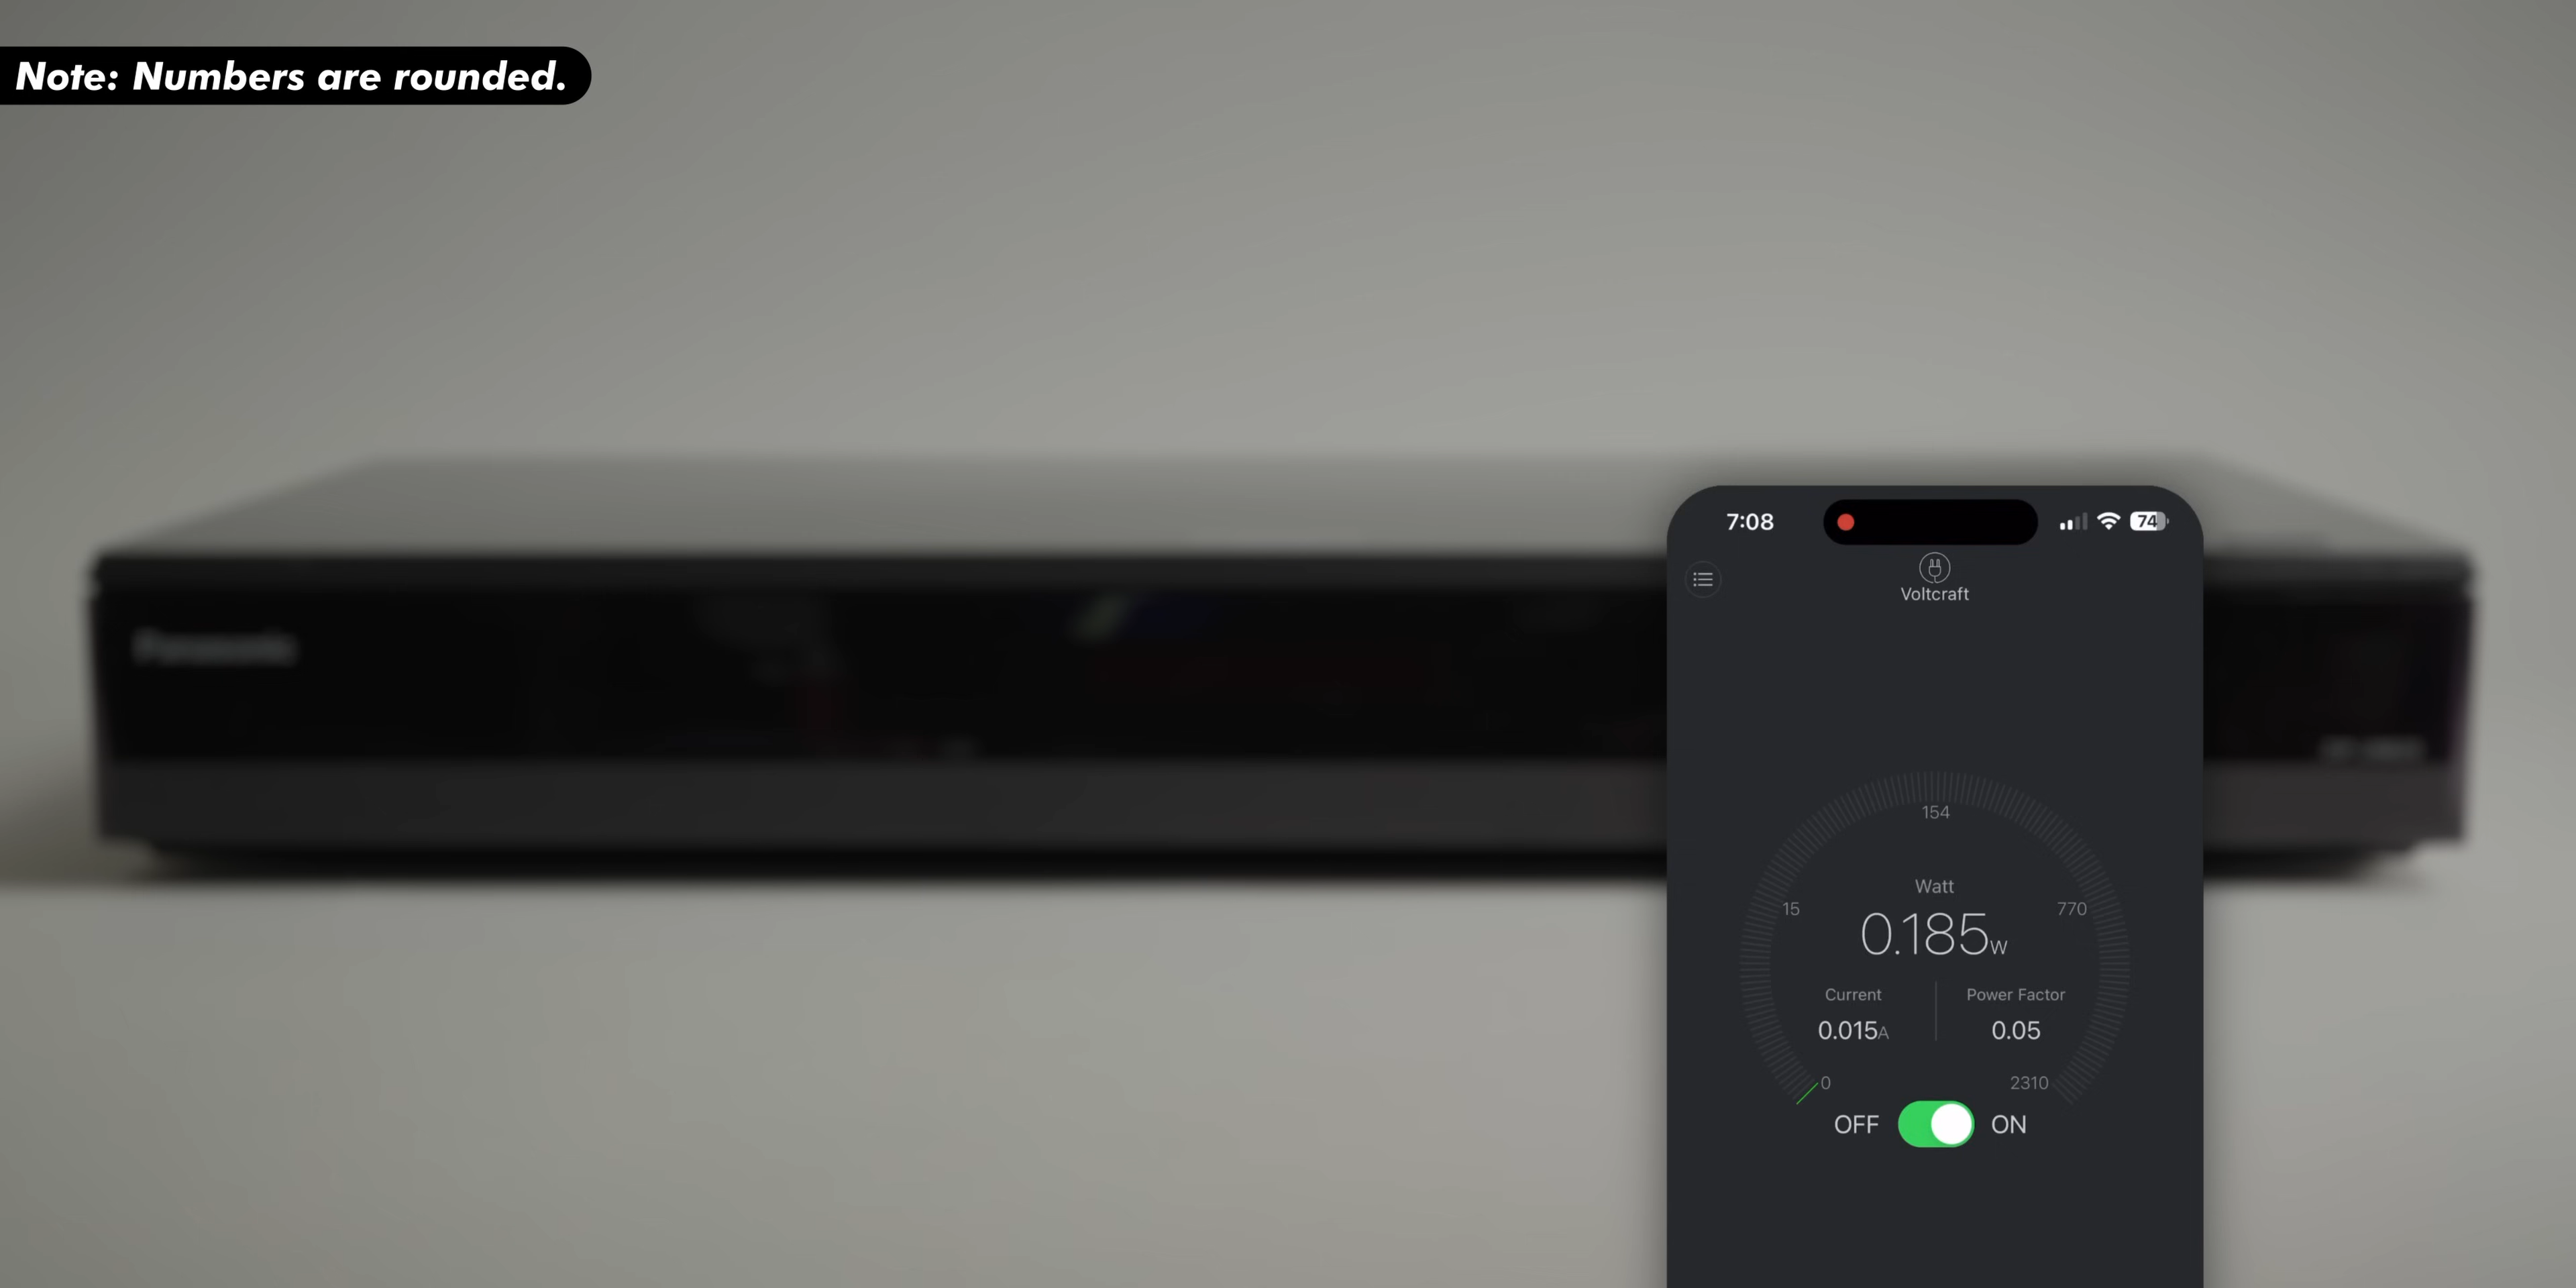 Note: Numbers are rounded.
7:08
74
Voltcraft
Panasonic
154
15
770
Watt
0.185W
Current
Power Factor
0.015A
0.05
0
2310
OFF
ON